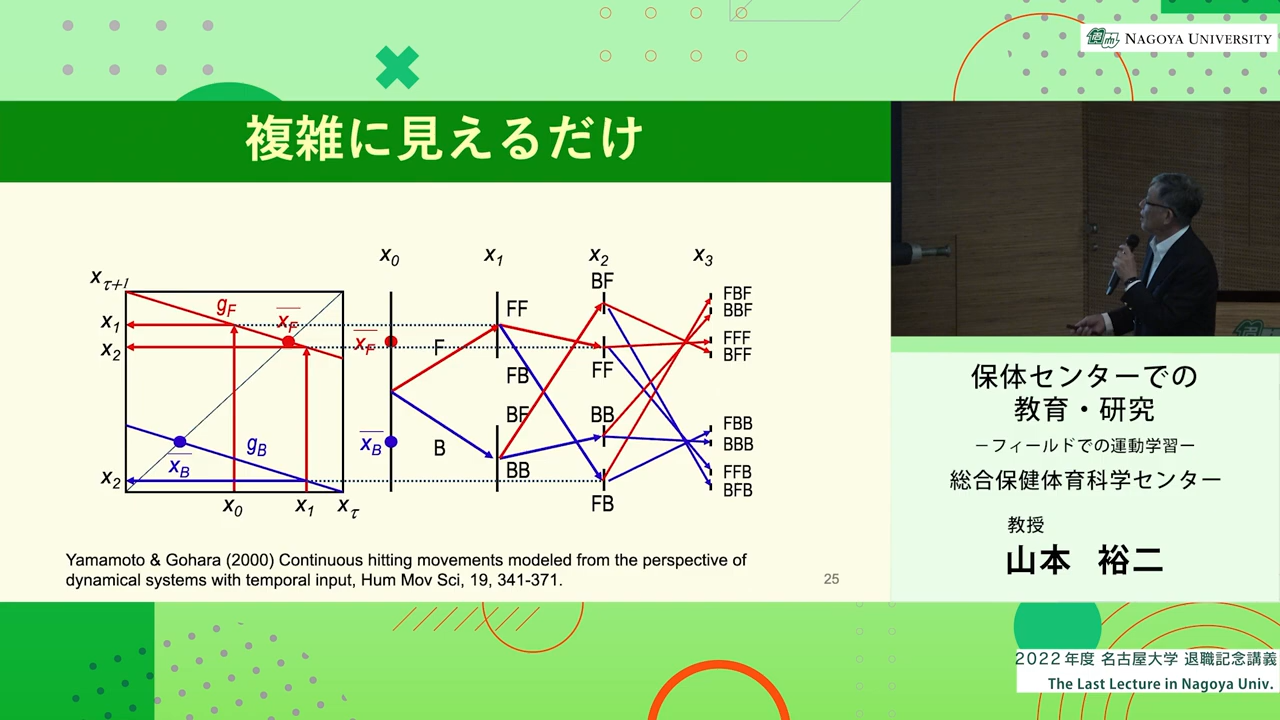 NAGOYA UNIVERSITY
複雑に見えるだけ
x0 x1 x2 x3
xτ+1
x1
x2
x2
gF
xF
gB
xB
x0 x1 xτ
xF
xB
F
B
FF
FB
BF
BB
BF
FF
BB
FB
FBF
BBF
FFF
BFF
FBB
BBB
FFB
BFB
Yamamoto & Gohara (2000) Continuous hitting movements modeled from the perspective of
dynamical systems with temporal input, Hum Mov Sci, 19, 341-371.
25
保体センターでの
教育・研究
－フィールドでの運動学習－
総合保健体育科学センター
教授
山本 裕二
2022年度 名古屋大学 退職記念講義
The Last Lecture in Nagoya Univ.